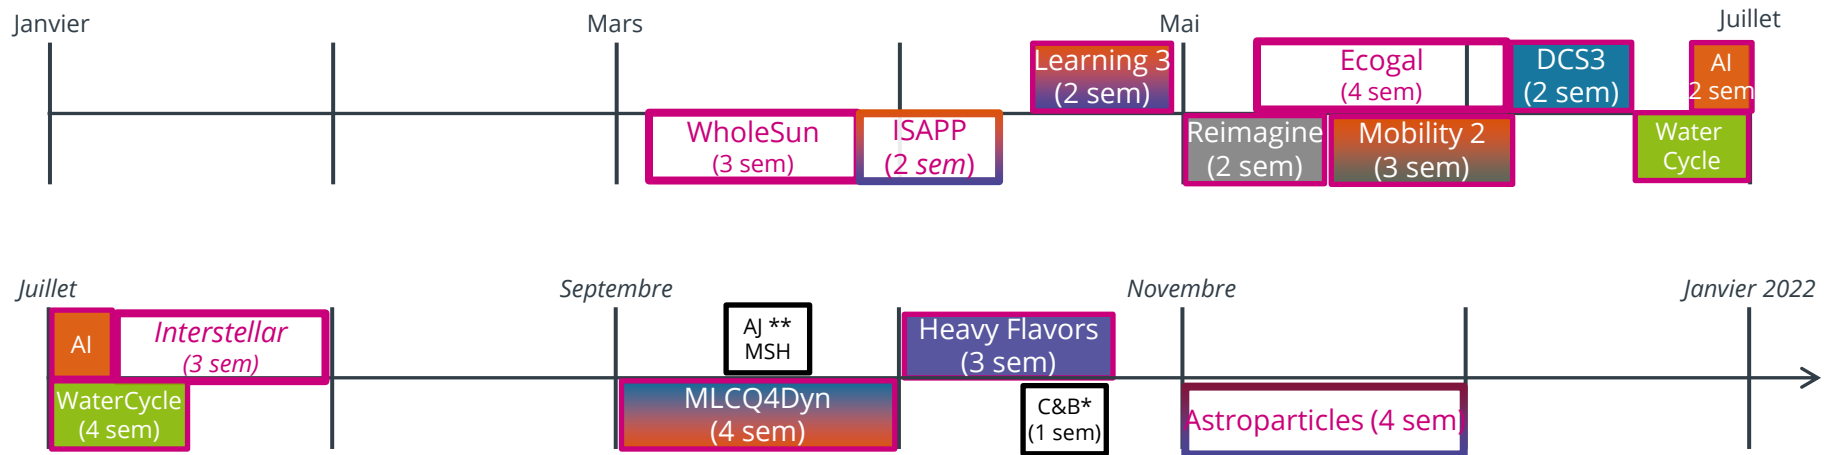 Janvier
Mars
Mai
Juillet
Learning 3
(2 sem)
Ecogal
(4 sem)
DCS3
(2 sem)
AI
2 sem
WholeSun
(3 sem)
ISAPP
(2 sem)
Reimagine
(2 sem)
Mobility 2
(3 sem)
Water
Cycle
Juillet
Septembre
Novembre
Janvier 2022
AI
Interstellar
(3 sem)
AJ **
MSH
Heavy Flavors
(3 sem)
WaterCycle
(4 sem)
MLCQ4Dyn
(4 sem)
C&B*
(1 sem)
Astroparticles (4 sem)